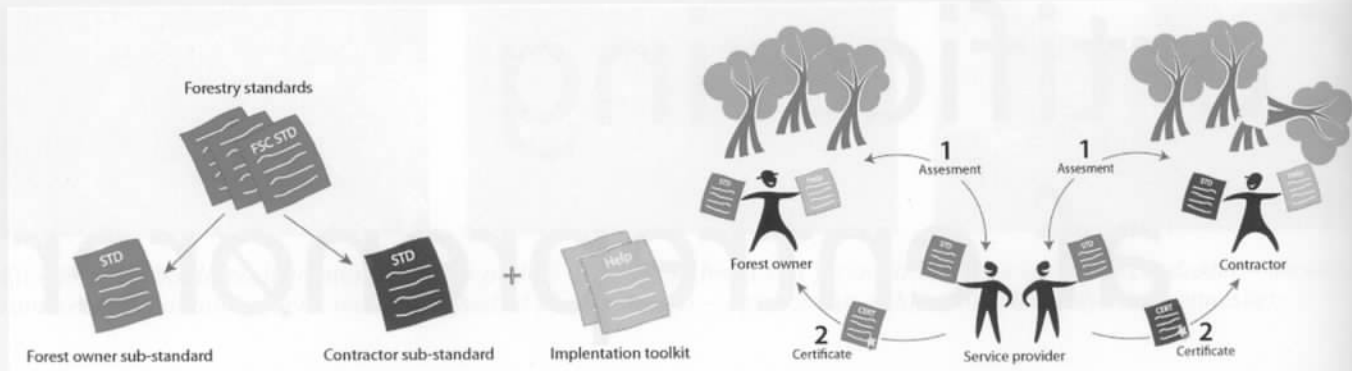 Forestry standards
FSC STD
STD
Forest owner sub-standard
STD
Contractor sub-standard
+
Help
Implentation toolkit
1
Assesment
1
Assesment
STD
Forest owner
STD
Contractor
STD
STD
Service provider
CERT
2
Certificate
CERT
2
Certificate